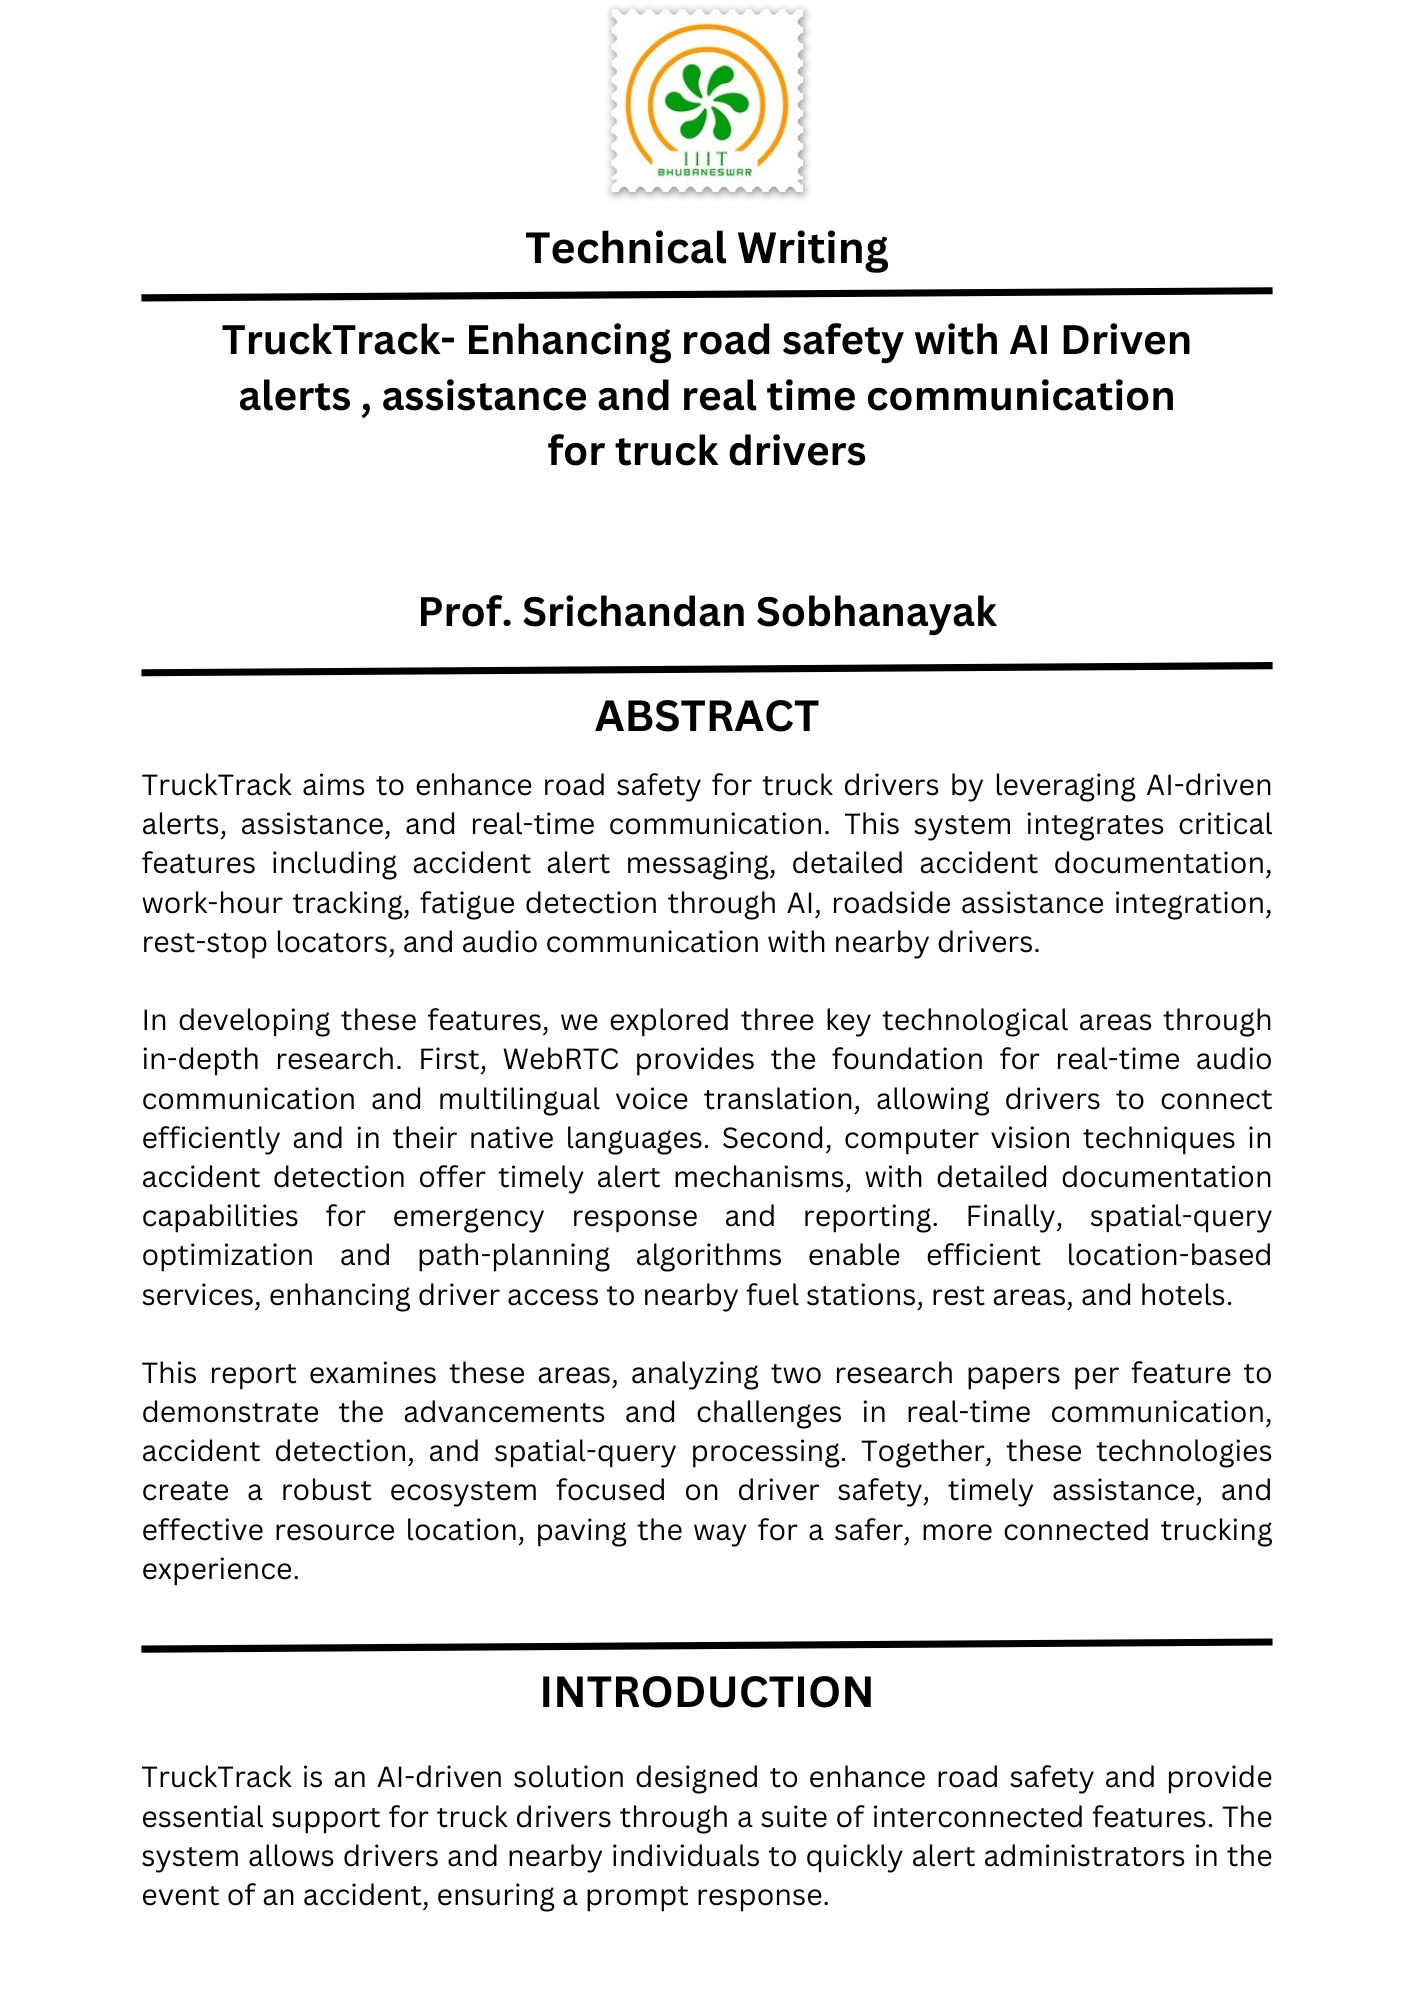 IIIT
BHUBANESWAR
Technical Writing
TruckTrack- Enhancing road safety with AI Driven
alerts , assistance and real time communication
for truck drivers
Prof. Srichandan Sobhanayak
ABSTRACT
TruckTrack aims to enhance road safety for truck drivers by leveraging AI-driven
alerts, assistance, and real-time communication. This system integrates critical
features including accident alert messaging, detailed accident documentation,
work-hour tracking, fatigue detection through AI, roadside assistance integration,
rest-stop locators, and audio communication with nearby drivers.
In developing these features, we explored three key technological areas through
in-depth research. First, WebRTC provides the foundation for real-time audio
communication and multilingual voice translation, allowing drivers to connect
efficiently and in their native languages. Second, computer vision techniques in
accident detection offer timely alert mechanisms, with detailed documentation
capabilities for emergency response and reporting. Finally, spatial-query
optimization and path-planning algorithms enable efficient location-based
services, enhancing driver access to nearby fuel stations, rest areas, and hotels.
This report examines these areas, analyzing two research papers per feature to
demonstrate the advancements and challenges in real-time communication,
accident detection, and spatial-query processing. Together, these technologies
create a robust ecosystem focused on driver safety, timely assistance, and
effective resource location, paving the way for a safer, more connected trucking
experience.
INTRODUCTION
TruckTrack is an AI-driven solution designed to enhance road safety and provide
essential support for truck drivers through a suite of interconnected features. The
system allows drivers and nearby individuals to quickly alert administrators in the
event of an accident, ensuring a prompt response.